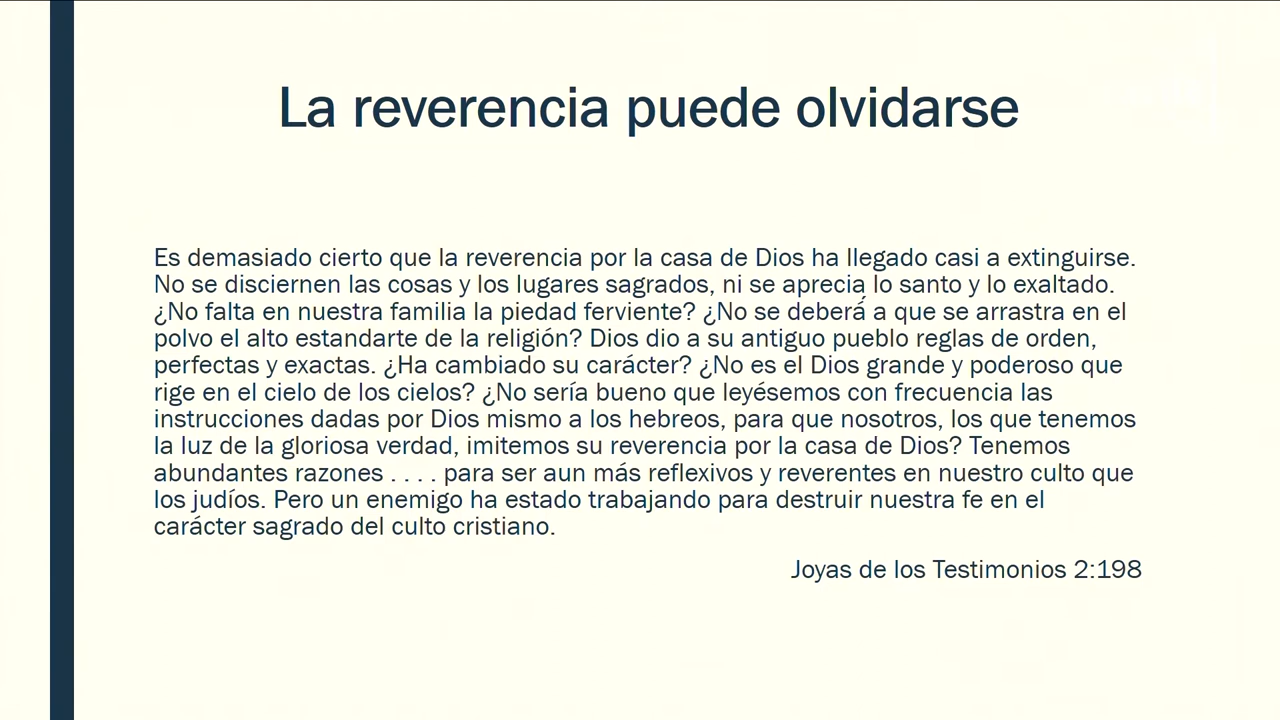 La reverencia puede olvidarse
Es demasiado cierto que la reverencia por la casa de Dios ha llegado casi a extinguirse.
No se disciernen las cosas y los lugares sagrados, ni se aprecia lo santo y lo exaltado.
¿No falta en nuestra familia la piedad ferviente? ¿No se deberá a que se arrastra en el
polvo el alto estandarte de la religión? Dios dio a su antiguo pueblo reglas de orden,
perfectas y exactas. ¿Ha cambiado su carácter? ¿No es el Dios grande y poderoso que
rige en el cielo de los cielos? ¿No sería bueno que leyésemos con frecuencia las
instrucciones dadas por Dios mismo a los hebreos, para que nosotros, los que tenemos
la luz de la gloriosa verdad, imitemos su reverencia por la casa de Dios? Tenemos
abundantes razones . . . . para ser aun más reflexivos y reverentes en nuestro culto que
los judíos. Pero un enemigo ha estado trabajando para destruir nuestra fe en el
carácter sagrado del culto cristiano.
Joyas de los Testimonios 2:198